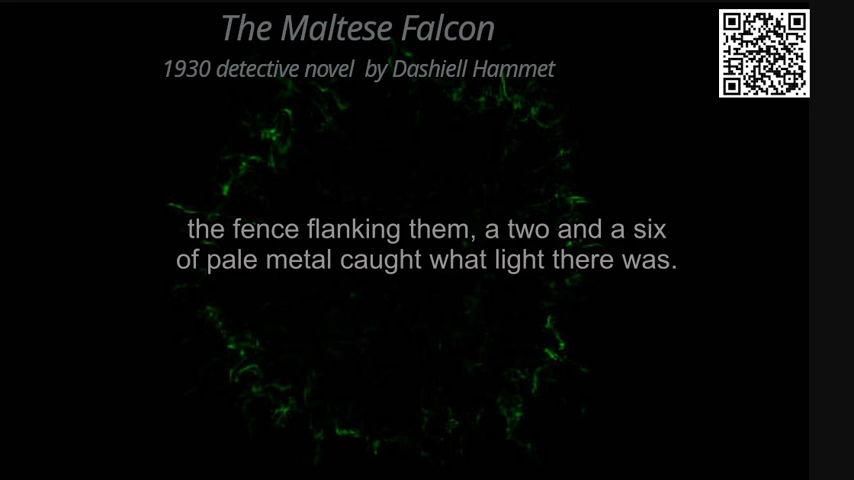 The Maltese Falcon
1930 detective novel by Dashiell Hammet
the fence flanking them, a two and a six
of pale metal caught what light there was.